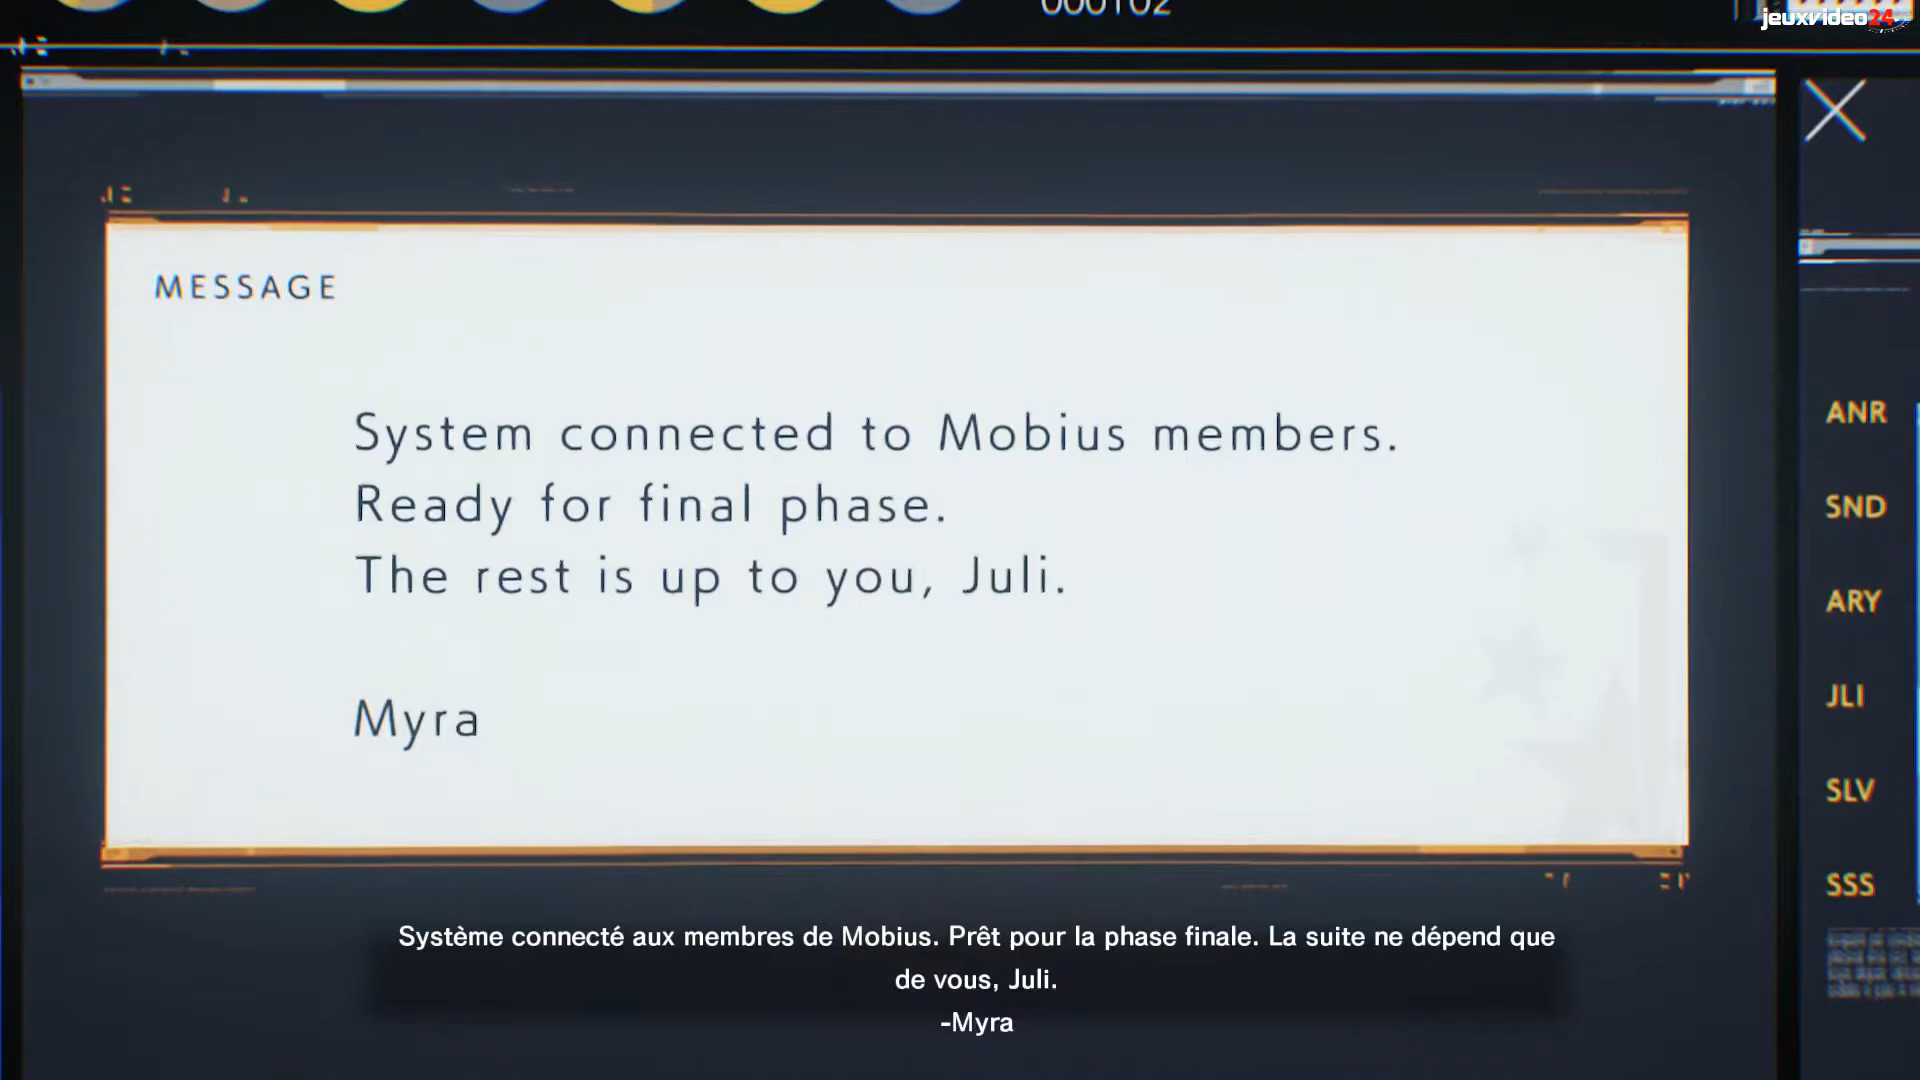 000102
jeuxvideo24
MESSAGE
System connected to Mobius members.
Ready for final phase.
The rest is up to you, Juli.
Myra
ANR
SND
ARY
JLI
SLV
SSS
Système connecté aux membres de Mobius. Prêt pour la phase finale. La suite ne dépend que
de vous, Juli.
-Myra